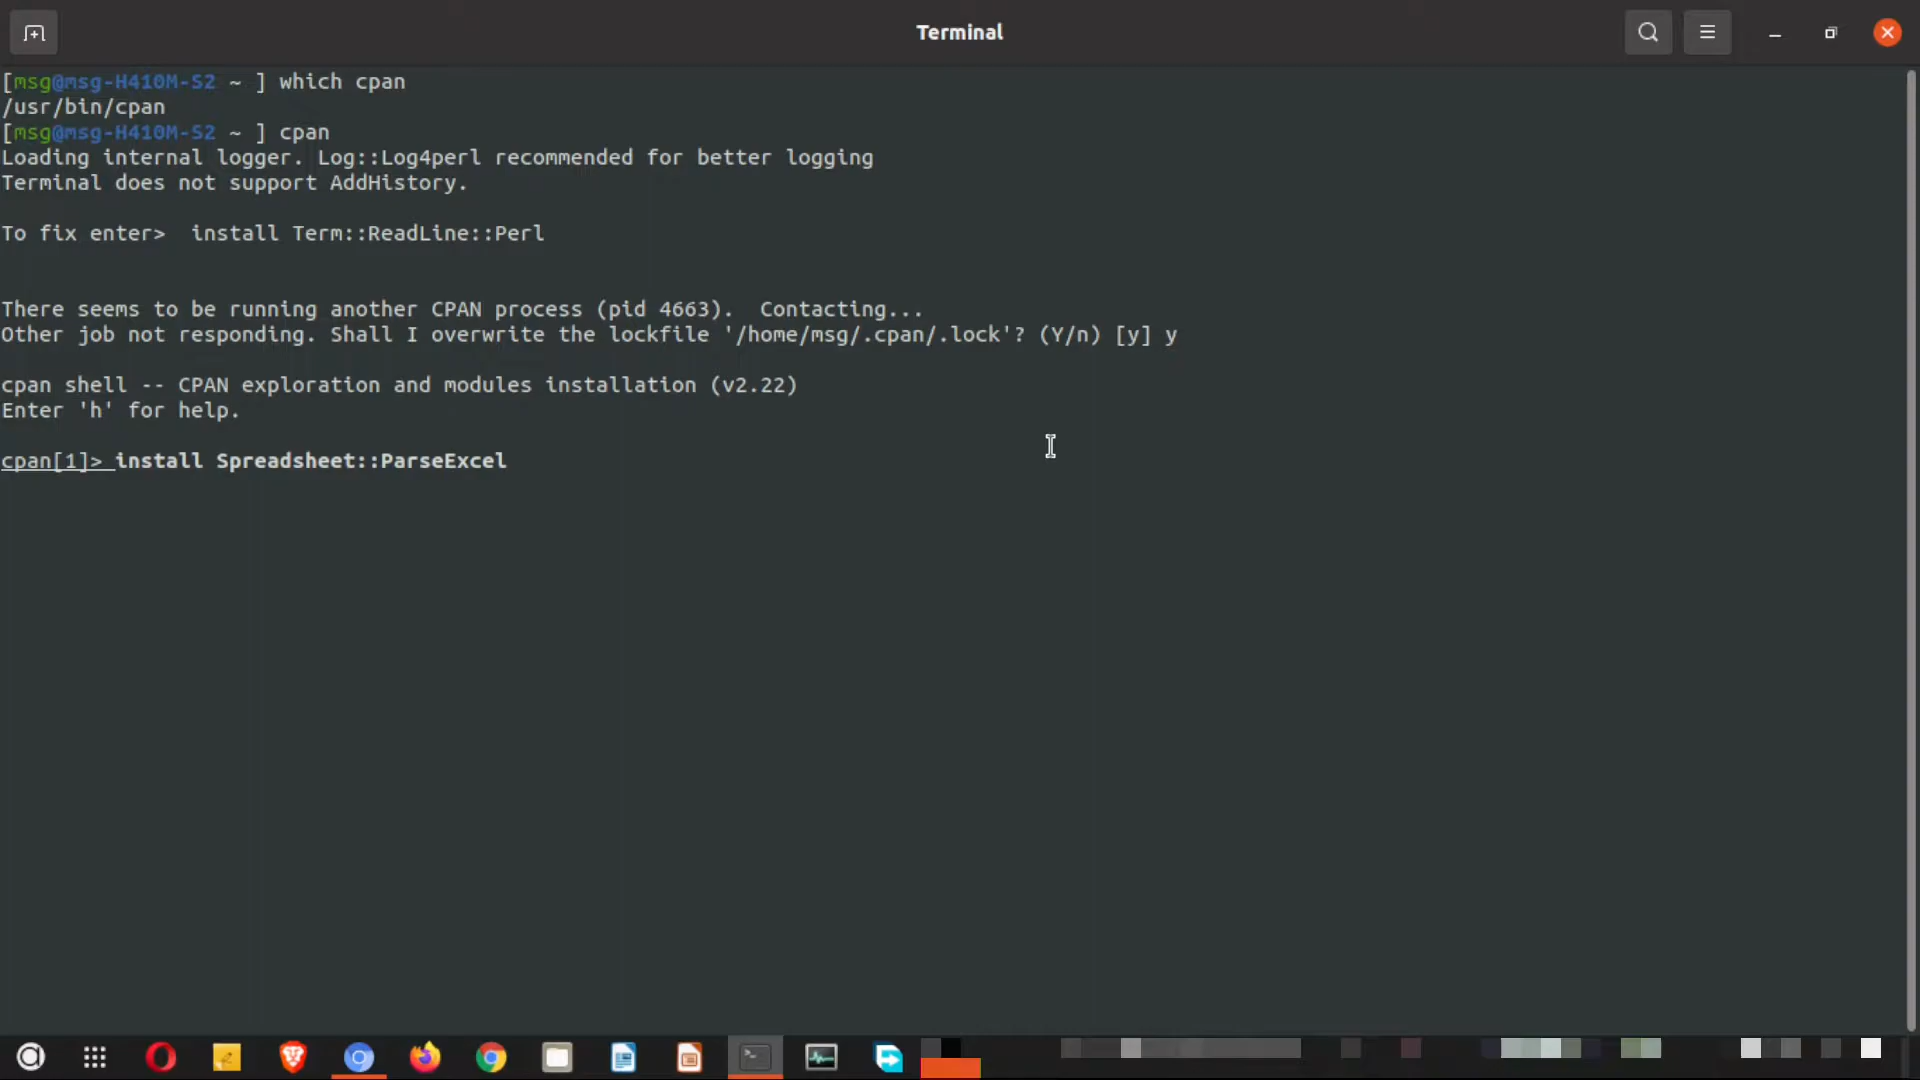 Terminal
[msg@msg-H410M-S2 ~ ] which cpan
/usr/bin/cpan
[msg@msg-H410M-S2 ~ ] cpan
Loading internal logger. Log::Log4perl recommended for better logging
Terminal does not support AddHistory.
To fix enter>  install Term::ReadLine::Perl
There seems to be running another CPAN process (pid 4663).  Contacting...
Other job not responding. Shall I overwrite the lockfile '/home/msg/.cpan/.lock'? (Y/n) [y] y
cpan shell -- CPAN exploration and modules installation (v2.22)
Enter 'h' for help.
cpan[1]> install Spreadsheet::ParseExcel